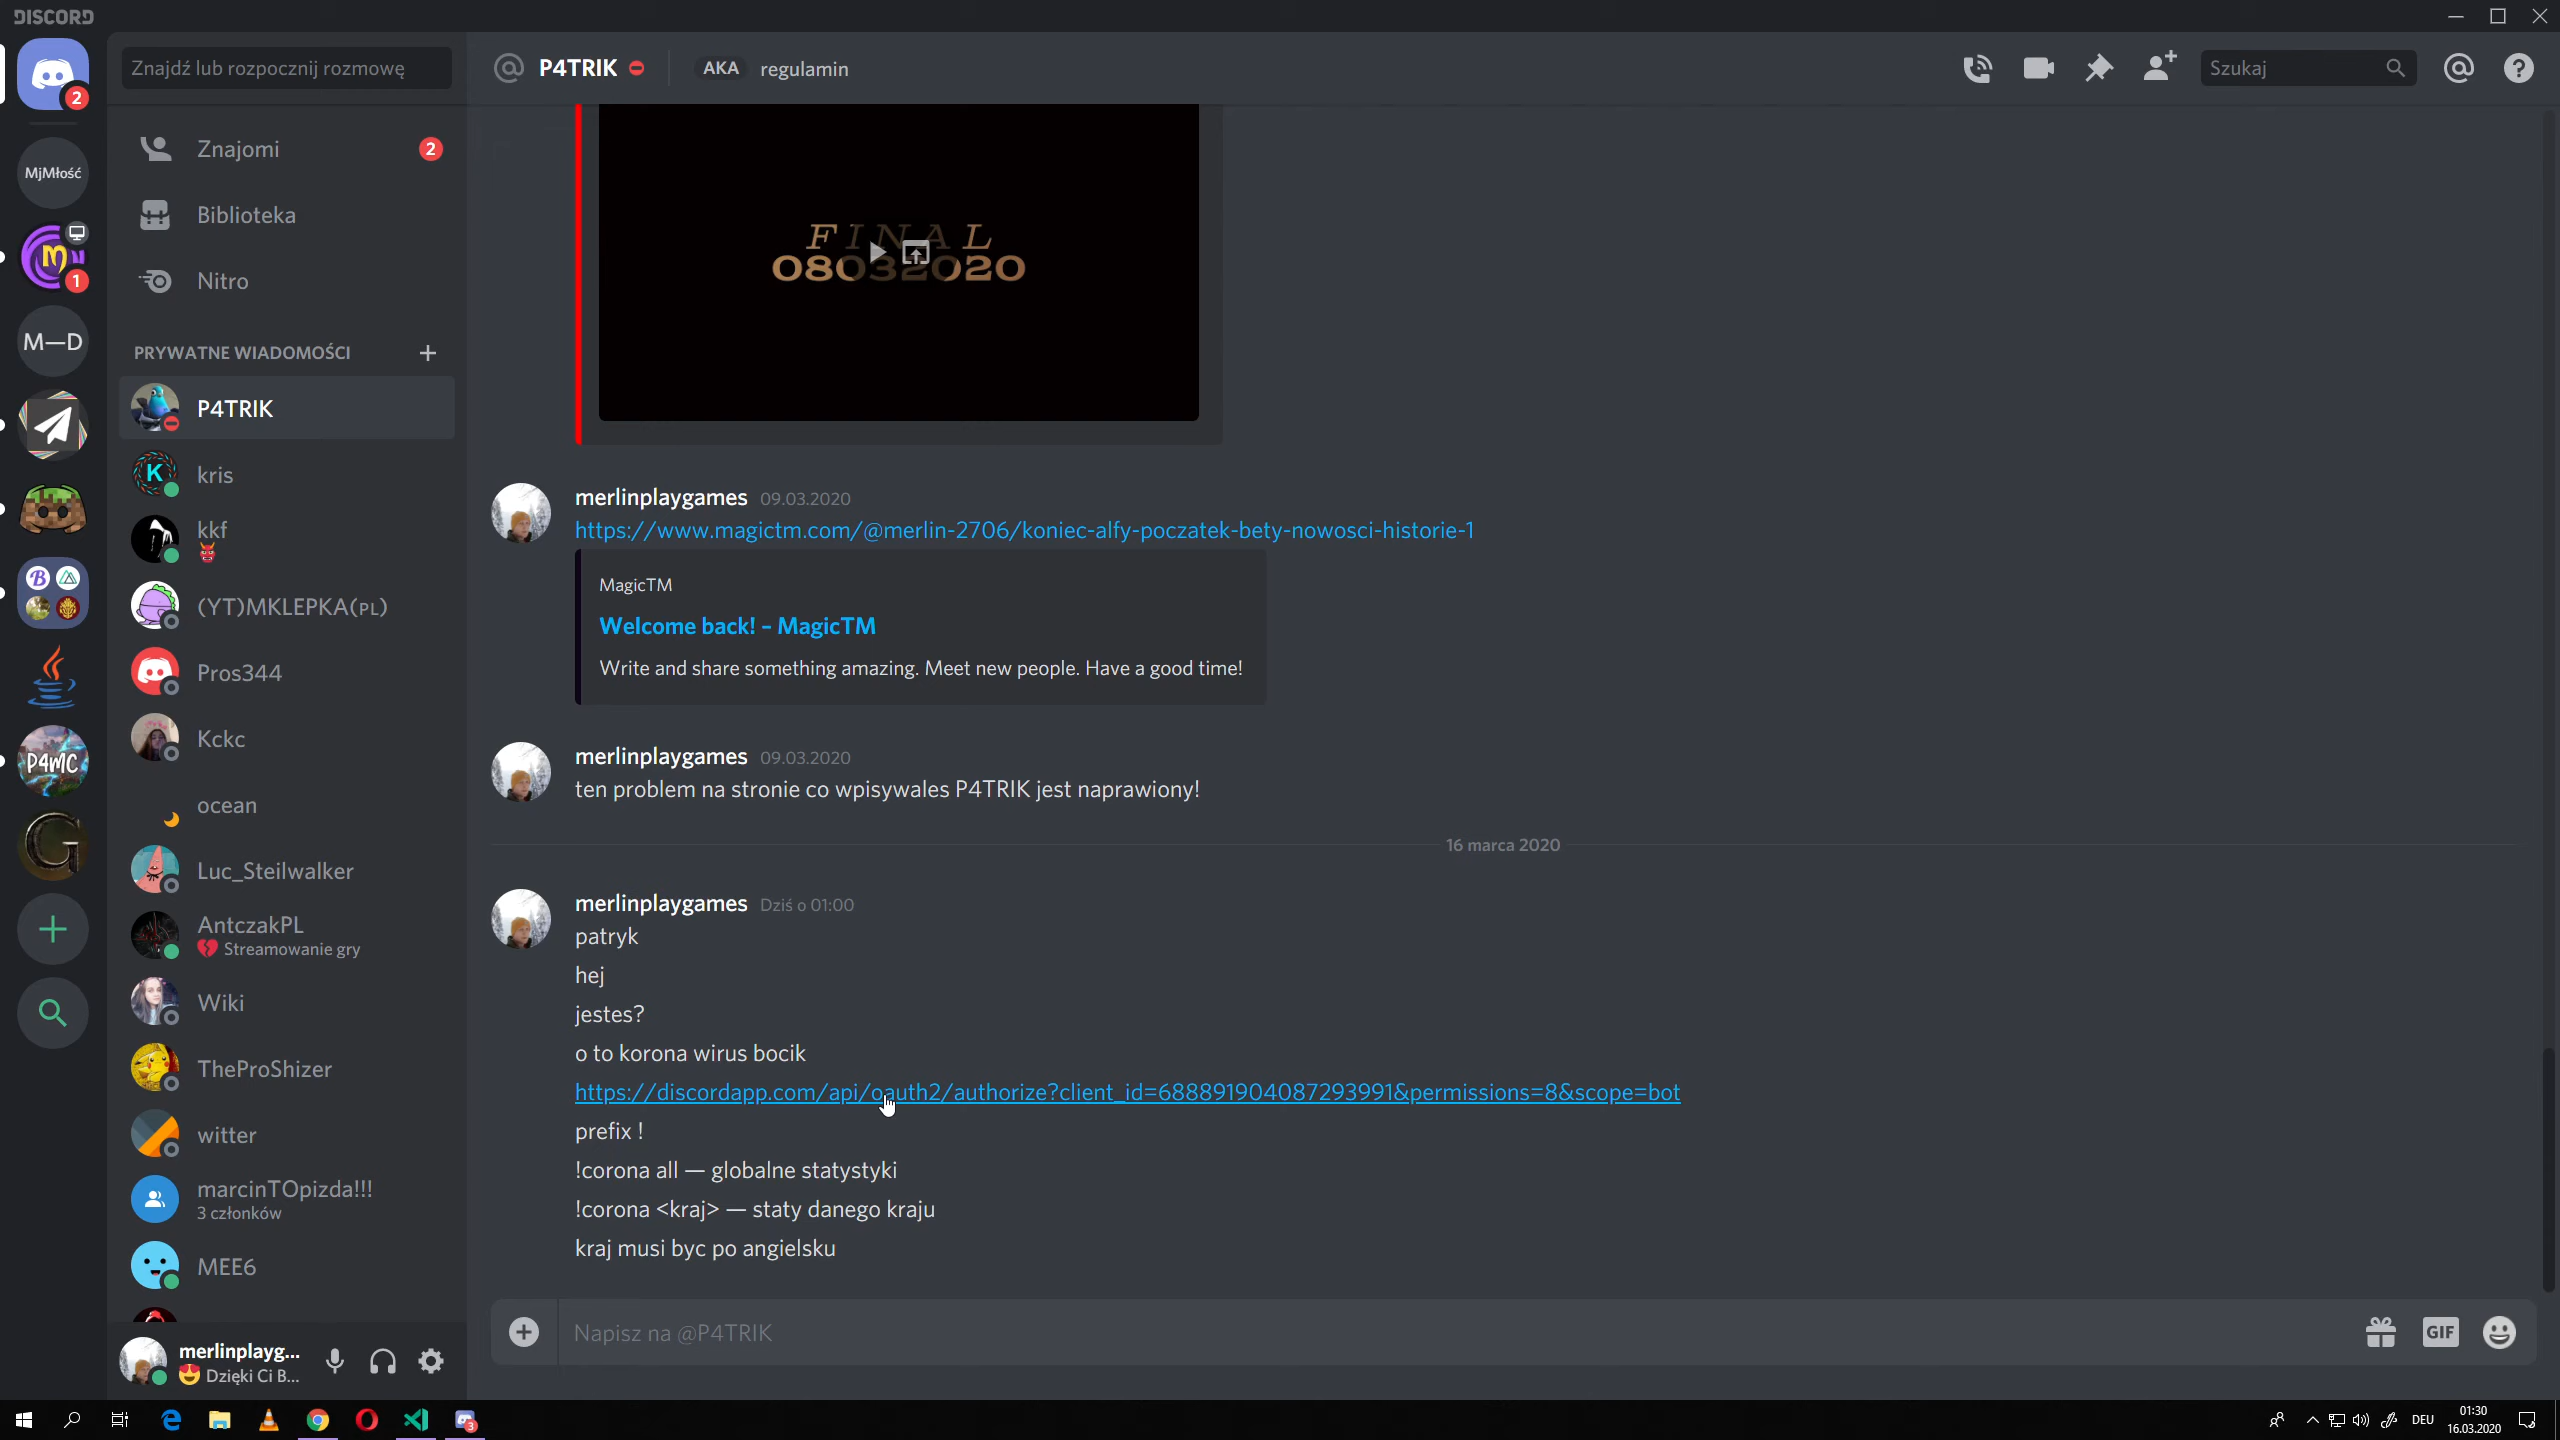 DISCORD
Znajdź lub rozpocznij rozmowę
P4TRIK
AKA regulamin
Szukaj
2
MjMłość
1
M—D
P4MC
G
Znajomi 2
Biblioteka
Nitro
PRYWATNE WIADOMOŚCI
P4TRIK
K kris
kkf
(YT)MKLEPKA(PL)
Pros344
Kckc
ocean
Luc_Steilwalker
AntczakPL
Streamowanie gry
Wiki
TheProShizer
witter
marcinTOpizda!!!
3 członków
MEE6
merlinplayg...
Dzięki Ci B...
FINAL
08032020
merlinplaygames 09.03.2020
https://www.magictm.com/@merlin-2706/koniec-alfy-poczatek-bety-nowosci-historie-1
MagicTM
Welcome back! – MagicTM
Write and share something amazing. Meet new people. Have a good time!
merlinplaygames 09.03.2020
ten problem na stronie co wpisywales P4TRIK jest naprawiony!
16 marca 2020
merlinplaygames Dziś o 01:00
patryk
hej
jestes?
o to korona wirus bocik
https://discordapp.com/api/oauth2/authorize?client_id=688891904087293991&permissions=8&scope=bot
prefix !
!corona all — globalne statystyki
!corona <kraj> — staty danego kraju
kraj musi byc po angielsku
Napisz na @P4TRIK
GIF
3
DEU
01:30
16.03.2020